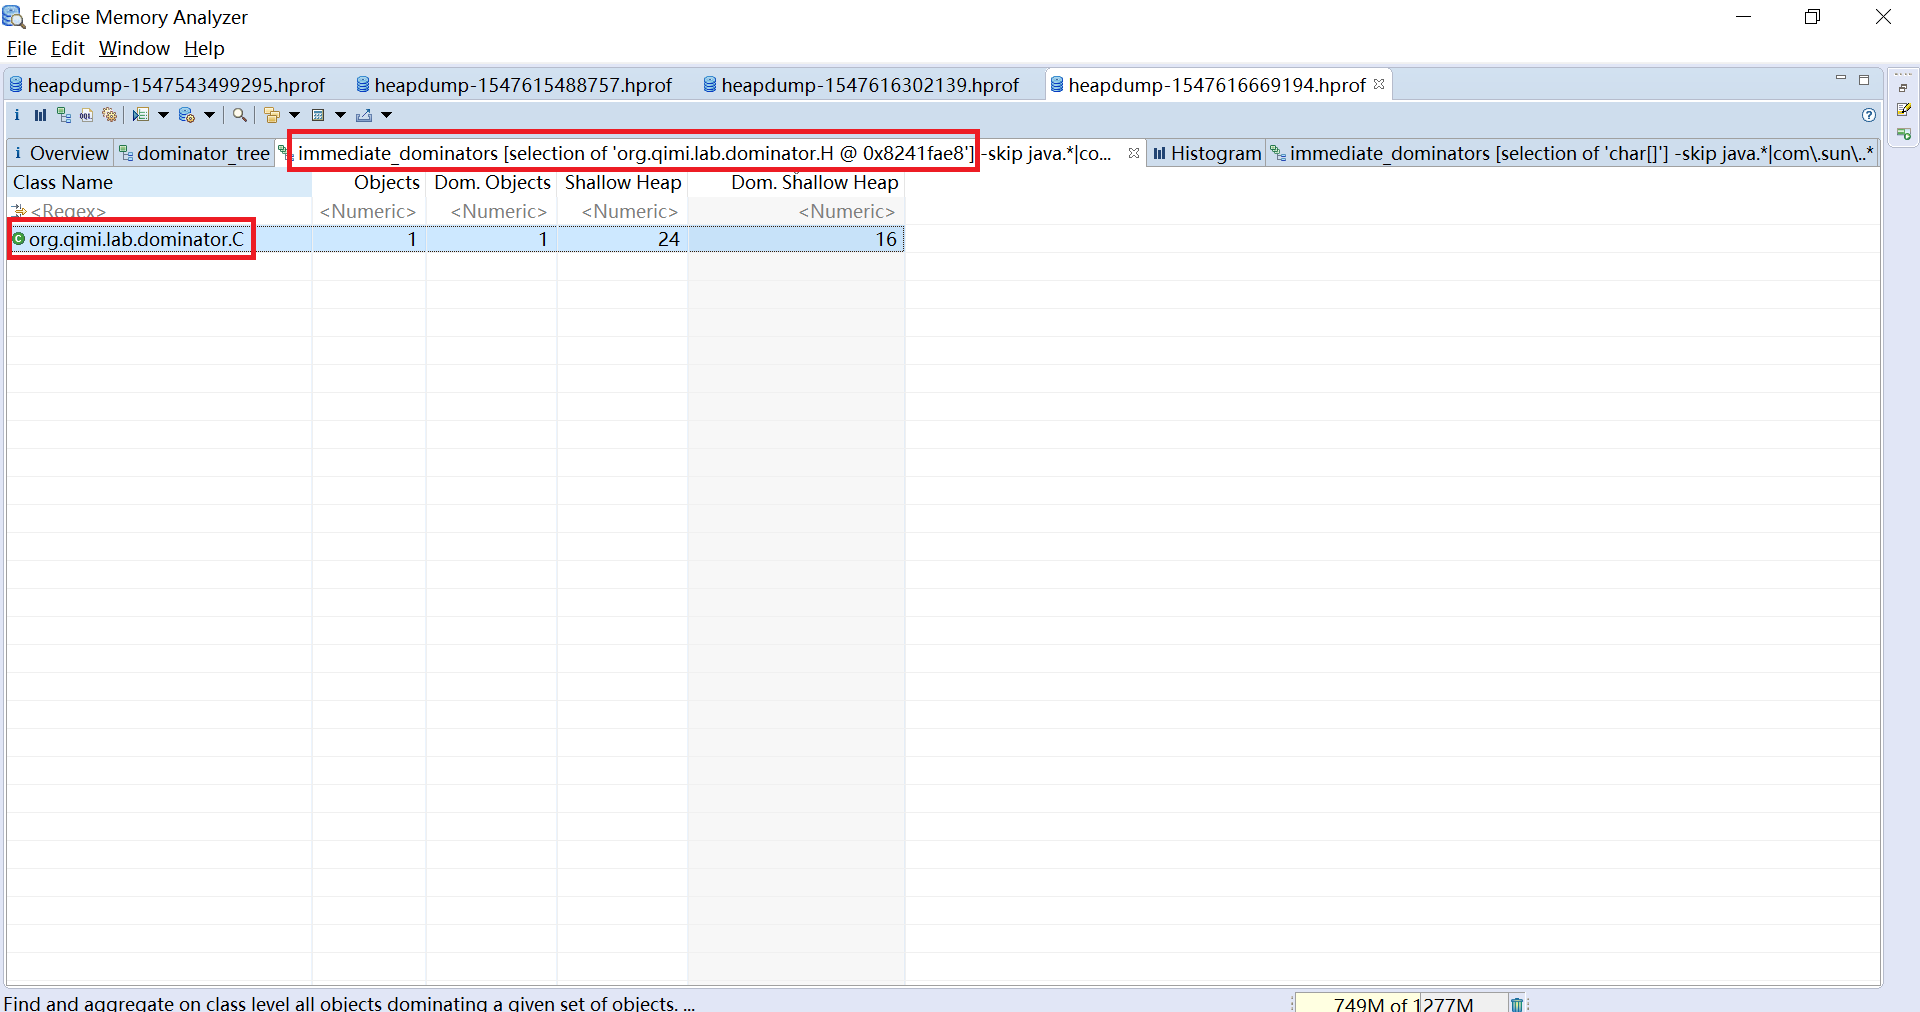 Eclipse Memory Analyzer
File Edit Window Help
heapdump-1547543499295.hprof heapdump-1547615488757.hprof heapdump-1547616302139.hprof heapdump-1547616669194.hprof
Overview dominator_tree immediate_dominators [selection of 'org.qimi.lab.dominator.H @ 0x8241fae8'] -skip java.*|co... Histogram immediate_dominators [selection of 'char[]'] -skip java.*|com\.sun\..*
Class Name Objects Dom. Objects Shallow Heap Dom. Shallow Heap
<Regex> <Numeric> <Numeric> <Numeric> <Numeric>
org.qimi.lab.dominator.C 1 1 24 16
Find and aggregate on class level all objects dominating a given set of objects. ... 749M of 1277M